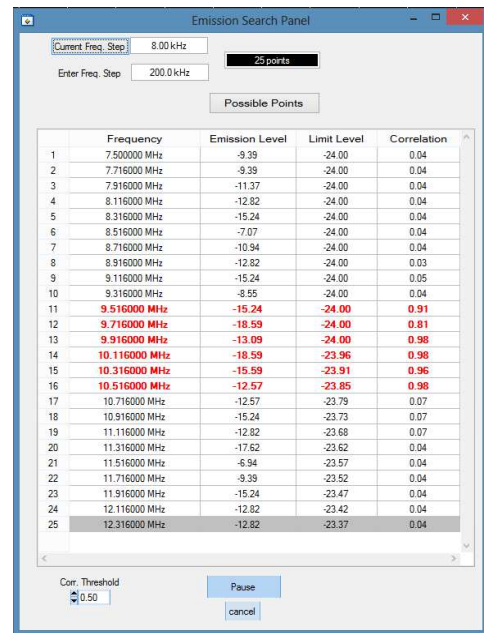 Emission Search Panel
Current Freq. Step 8.00 kHz
25 points
Enter Freq. Step 200.0 kHz
Possible Points
Frequency Emission Level Limit Level Correlation
1 7.500000 MHz -9.39 -24.00 0.04
2 7.716000 MHz -9.39 -24.00 0.04
3 7.916000 MHz -11.37 -24.00 0.04
4 8.116000 MHz -12.82 -24.00 0.04
5 8.316000 MHz -15.24 -24.00 0.04
6 8.516000 MHz -7.07 -24.00 0.04
7 8.716000 MHz -10.94 -24.00 0.04
8 8.916000 MHz -12.82 -24.00 0.03
9 9.116000 MHz -15.24 -24.00 0.05
10 9.316000 MHz -8.55 -24.00 0.04
11 9.516000 MHz -15.24 -24.00 0.91
12 9.716000 MHz -18.59 -24.00 0.81
13 9.916000 MHz -13.09 -24.00 0.98
14 10.116000 MHz -18.59 -23.96 0.98
15 10.316000 MHz -15.59 -23.91 0.96
16 10.516000 MHz -12.57 -23.85 0.98
17 10.716000 MHz -12.57 -23.79 0.07
18 10.916000 MHz -15.24 -23.73 0.07
19 11.116000 MHz -12.82 -23.68 0.07
20 11.316000 MHz -17.62 -23.62 0.04
21 11.516000 MHz -6.94 -23.57 0.04
22 11.716000 MHz -9.39 -23.52 0.04
23 11.916000 MHz -15.24 -23.47 0.04
24 12.116000 MHz -12.82 -23.42 0.04
25 12.316000 MHz -12.82 -23.37 0.04
Corr. Threshold
0.50
Pause
cancel